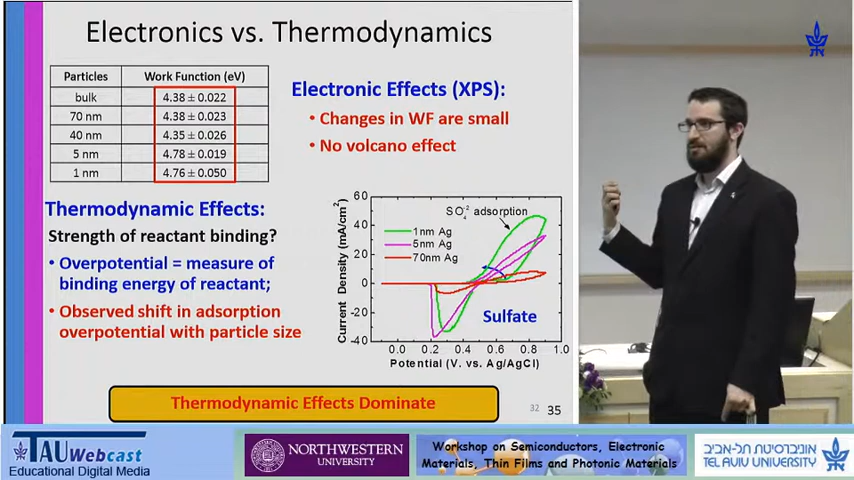 Electronics vs. Thermodynamics
Particles Work Function (eV)
bulk 4.38 ± 0.022
70 nm 4.38 ± 0.023
40 nm 4.35 ± 0.026
5 nm 4.78 ± 0.019
1 nm 4.76 ± 0.050
Electronic Effects (XPS):
• Changes in WF are small
• No volcano effect
Thermodynamic Effects:
Strength of reactant binding?
• Overpotential = measure of
binding energy of reactant;
• Observed shift in adsorption
overpotential with particle size
Current Density (mA/cm²)
60
40
20
0
-20
-40
SO₄⁻² adsorption
1nm Ag
5nm Ag
70nm Ag
Sulfate
0.0 0.2 0.4 0.6 0.8 1.0
Potential (V. vs. Ag/AgCl)
Thermodynamic Effects Dominate
32 35
TAUWebcast
Educational Digital Media
NORTHWESTERN
UNIVERSITY
Workshop on Semiconductors, Electronic
Materials, Thin Films and Photonic Materials
אוניברסיטת תל-אביב
TEL AVIV UNIVERSITY